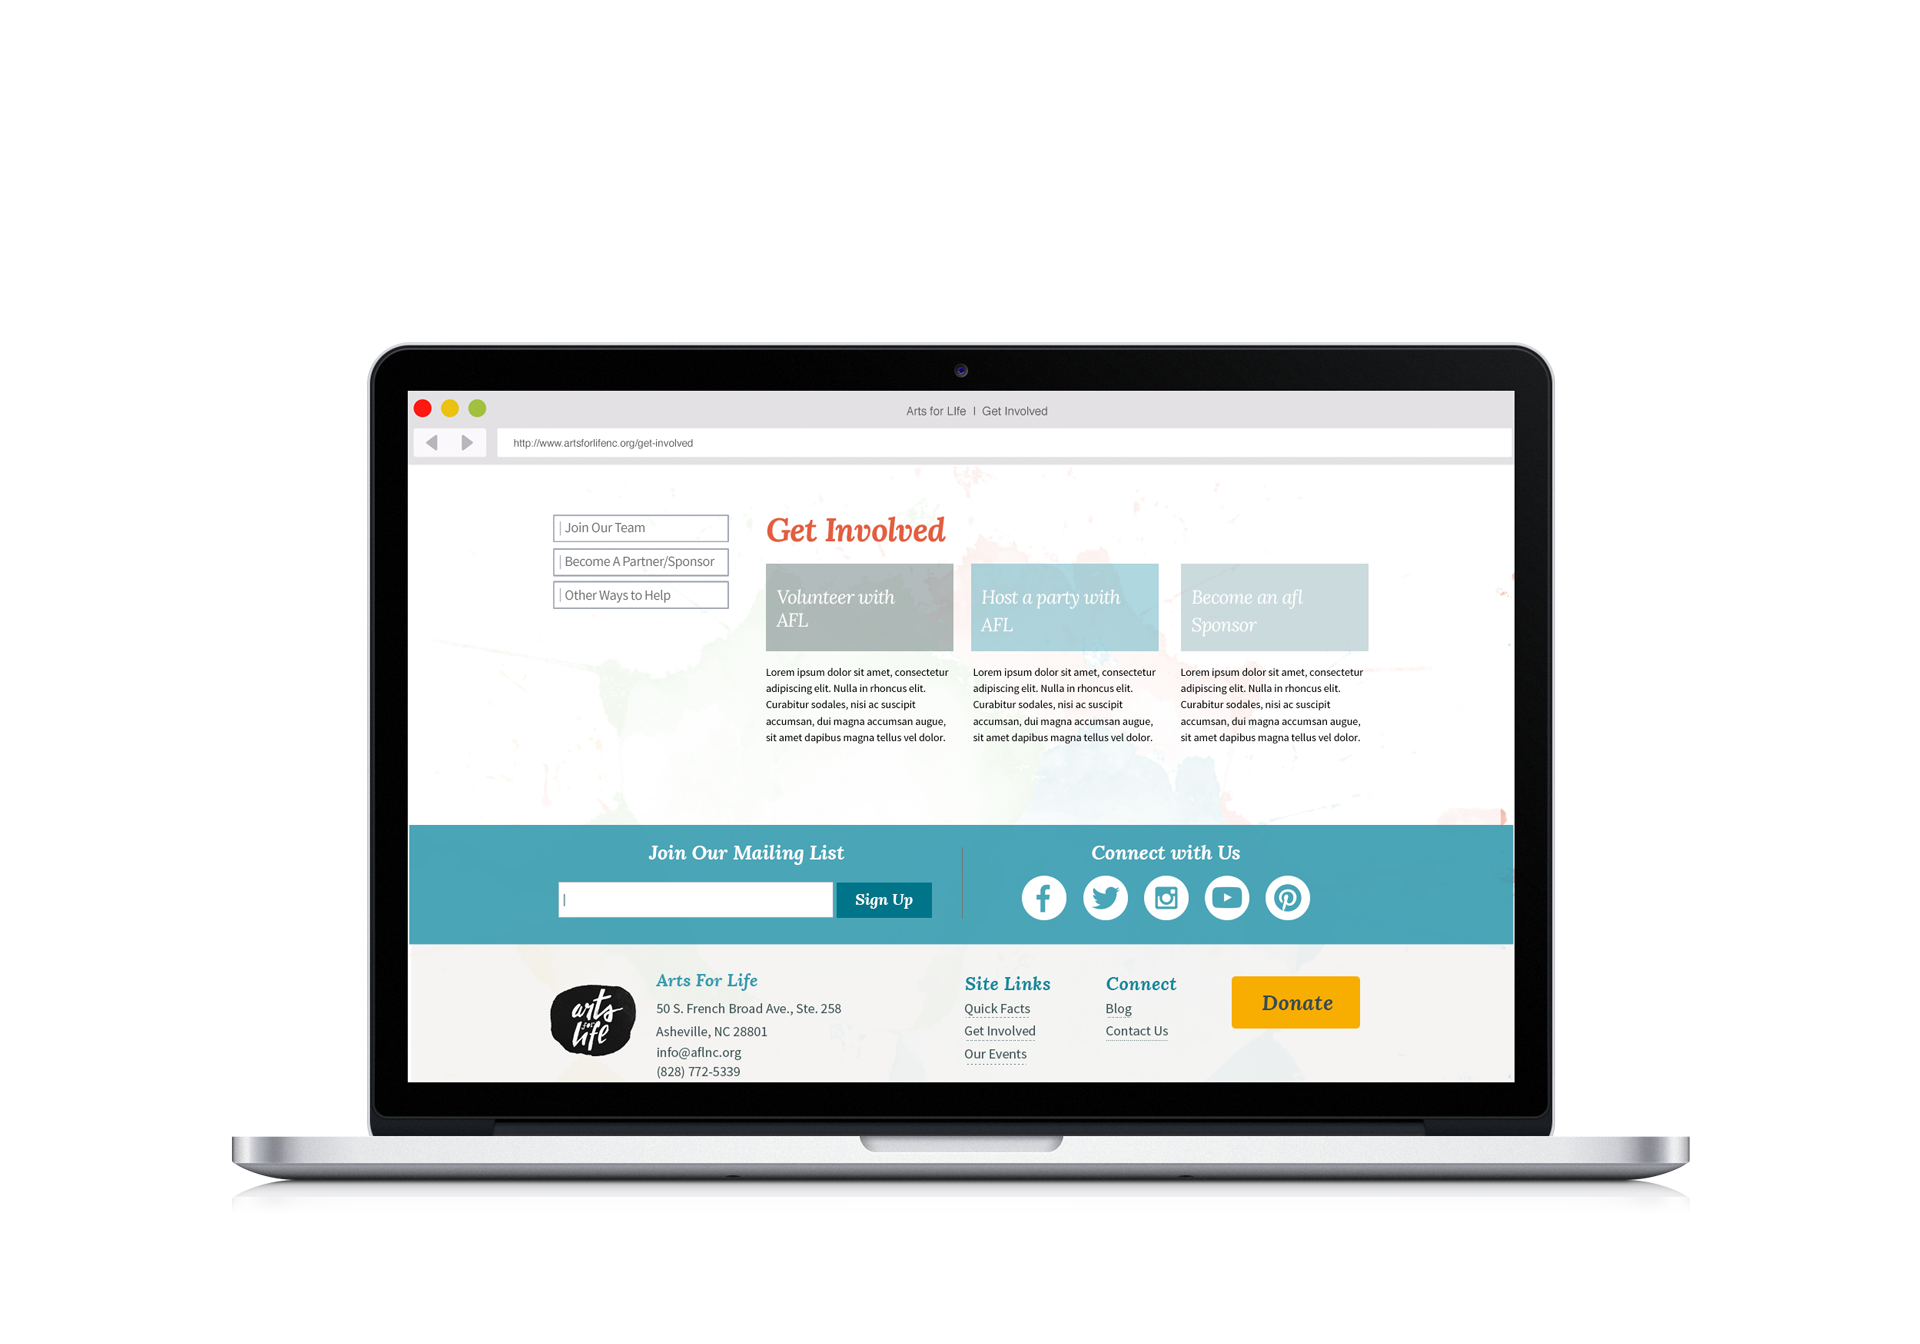 Arts for LIfe | Get Involved
http://www.artsforlifenc.org/get-involved
| Join Our Team
| Become A Partner/Sponsor
| Other Ways to Help
Get Involved
Volunteer with
AFL
Lorem ipsum dolor sit amet, consectetur
adipiscing elit. Nulla in rhoncus elit.
Curabitur sodales, nisi ac suscipit
accumsan, dui magna accumsan augue,
sit amet dapibus magna tellus vel dolor.
Host a party with
AFL
Lorem ipsum dolor sit amet, consectetur
adipiscing elit. Nulla in rhoncus elit.
Curabitur sodales, nisi ac suscipit
accumsan, dui magna accumsan augue,
sit amet dapibus magna tellus vel dolor.
Become an afl
Sponsor
Lorem ipsum dolor sit amet, consectetur
adipiscing elit. Nulla in rhoncus elit.
Curabitur sodales, nisi ac suscipit
accumsan, dui magna accumsan augue,
sit amet dapibus magna tellus vel dolor.
Join Our Mailing List
Sign Up
Connect with Us
arts
for
life
Arts For Life
50 S. French Broad Ave., Ste. 258
Asheville, NC 28801
info@aflnc.org
(828) 772-5339
Site Links
Quick Facts
Get Involved
Our Events
Connect
Blog
Contact Us
Donate